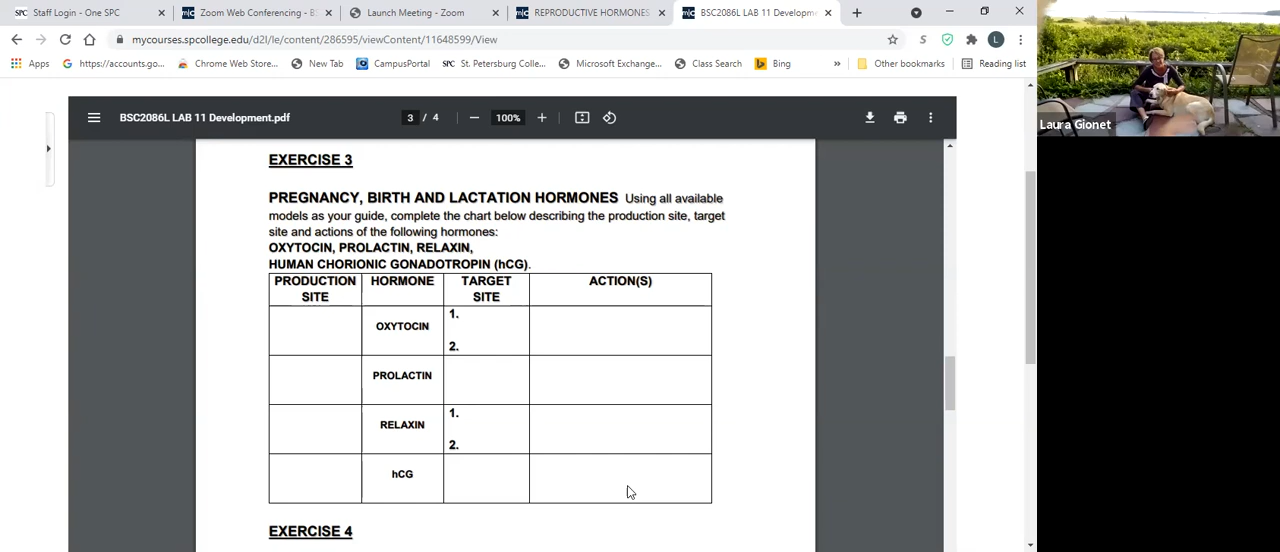 Staff Login - One SPC
Zoom Web Conferencing - BS
Launch Meeting - Zoom
REPRODUCTIVE HORMONES
BSC2086L LAB 11 Developme
mycourses.spcollege.edu/d2l/le/content/286595/viewContent/11648599/View
Apps
https://accounts.go...
Chrome Web Store...
New Tab
CampusPortal
St. Petersburg Colle...
Microsoft Exchange...
Class Search
Bing
»
Other bookmarks
Reading list
Laura Gionet
BSC2086L LAB 11 Development.pdf
3 / 4
100%
EXERCISE 3
PREGNANCY, BIRTH AND LACTATION HORMONES Using all available
models as your guide, complete the chart below describing the production site, target
site and actions of the following hormones:
OXYTOCIN, PROLACTIN, RELAXIN,
HUMAN CHORIONIC GONADOTROPIN (hCG).
PRODUCTION SITE
HORMONE
TARGET SITE
ACTION(S)
OXYTOCIN
1.
2.
PROLACTIN
RELAXIN
1.
2.
hCG
EXERCISE 4